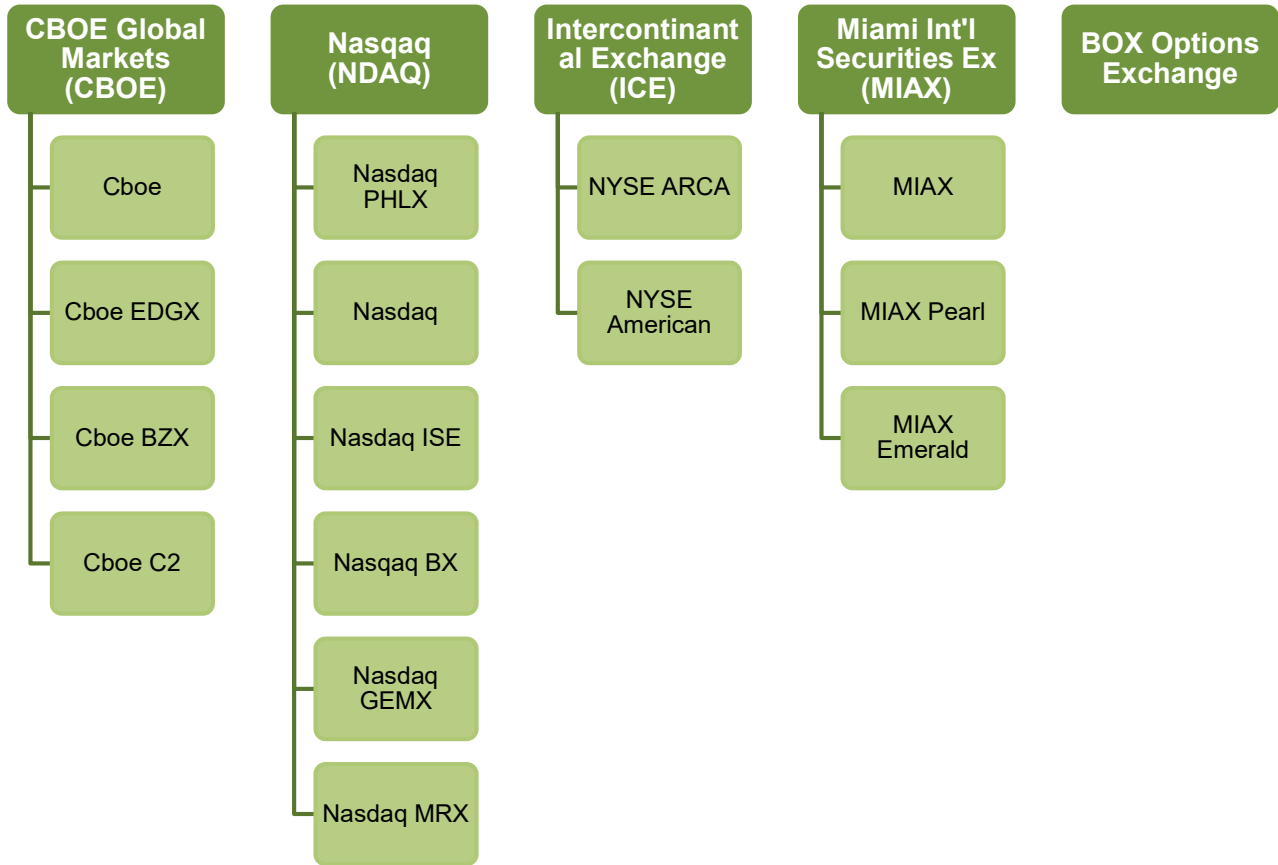 CBOE Global
Markets
(CBOE)
Cboe
Cboe EDGX
Cboe BZX
Cboe C2
Nasqaq
(NDAQ)
Nasdaq
PHLX
Nasdaq
Nasdaq ISE
Nasqaq BX
Nasdaq
GEMX
Nasdaq MRX
Intercontinant
al Exchange
(ICE)
NYSE ARCA
NYSE
American
Miami Int'l
Securities Ex
(MIAX)
MIAX
MIAX Pearl
MIAX
Emerald
BOX Options
Exchange